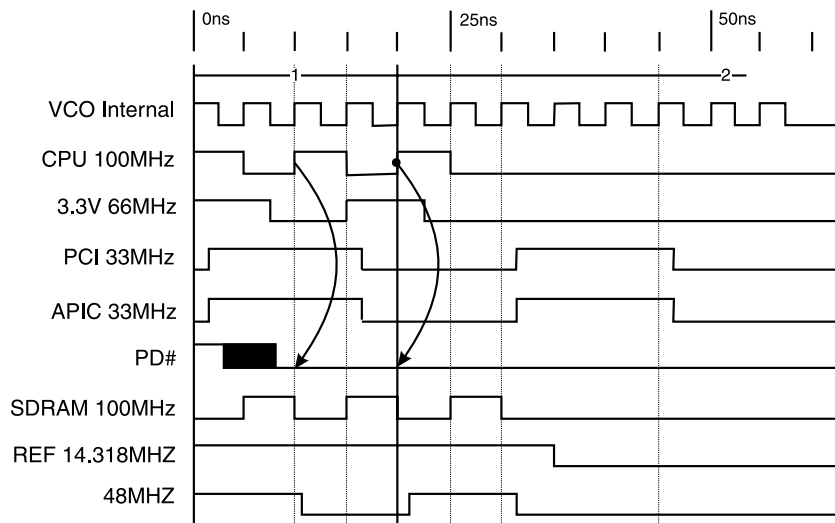 0ns 25ns 50ns
1 2
VCO Internal
CPU 100MHz
3.3V 66MHz
PCI 33MHz
APIC 33MHz
PD#
SDRAM 100MHz
REF 14.318MHZ
48MHZ